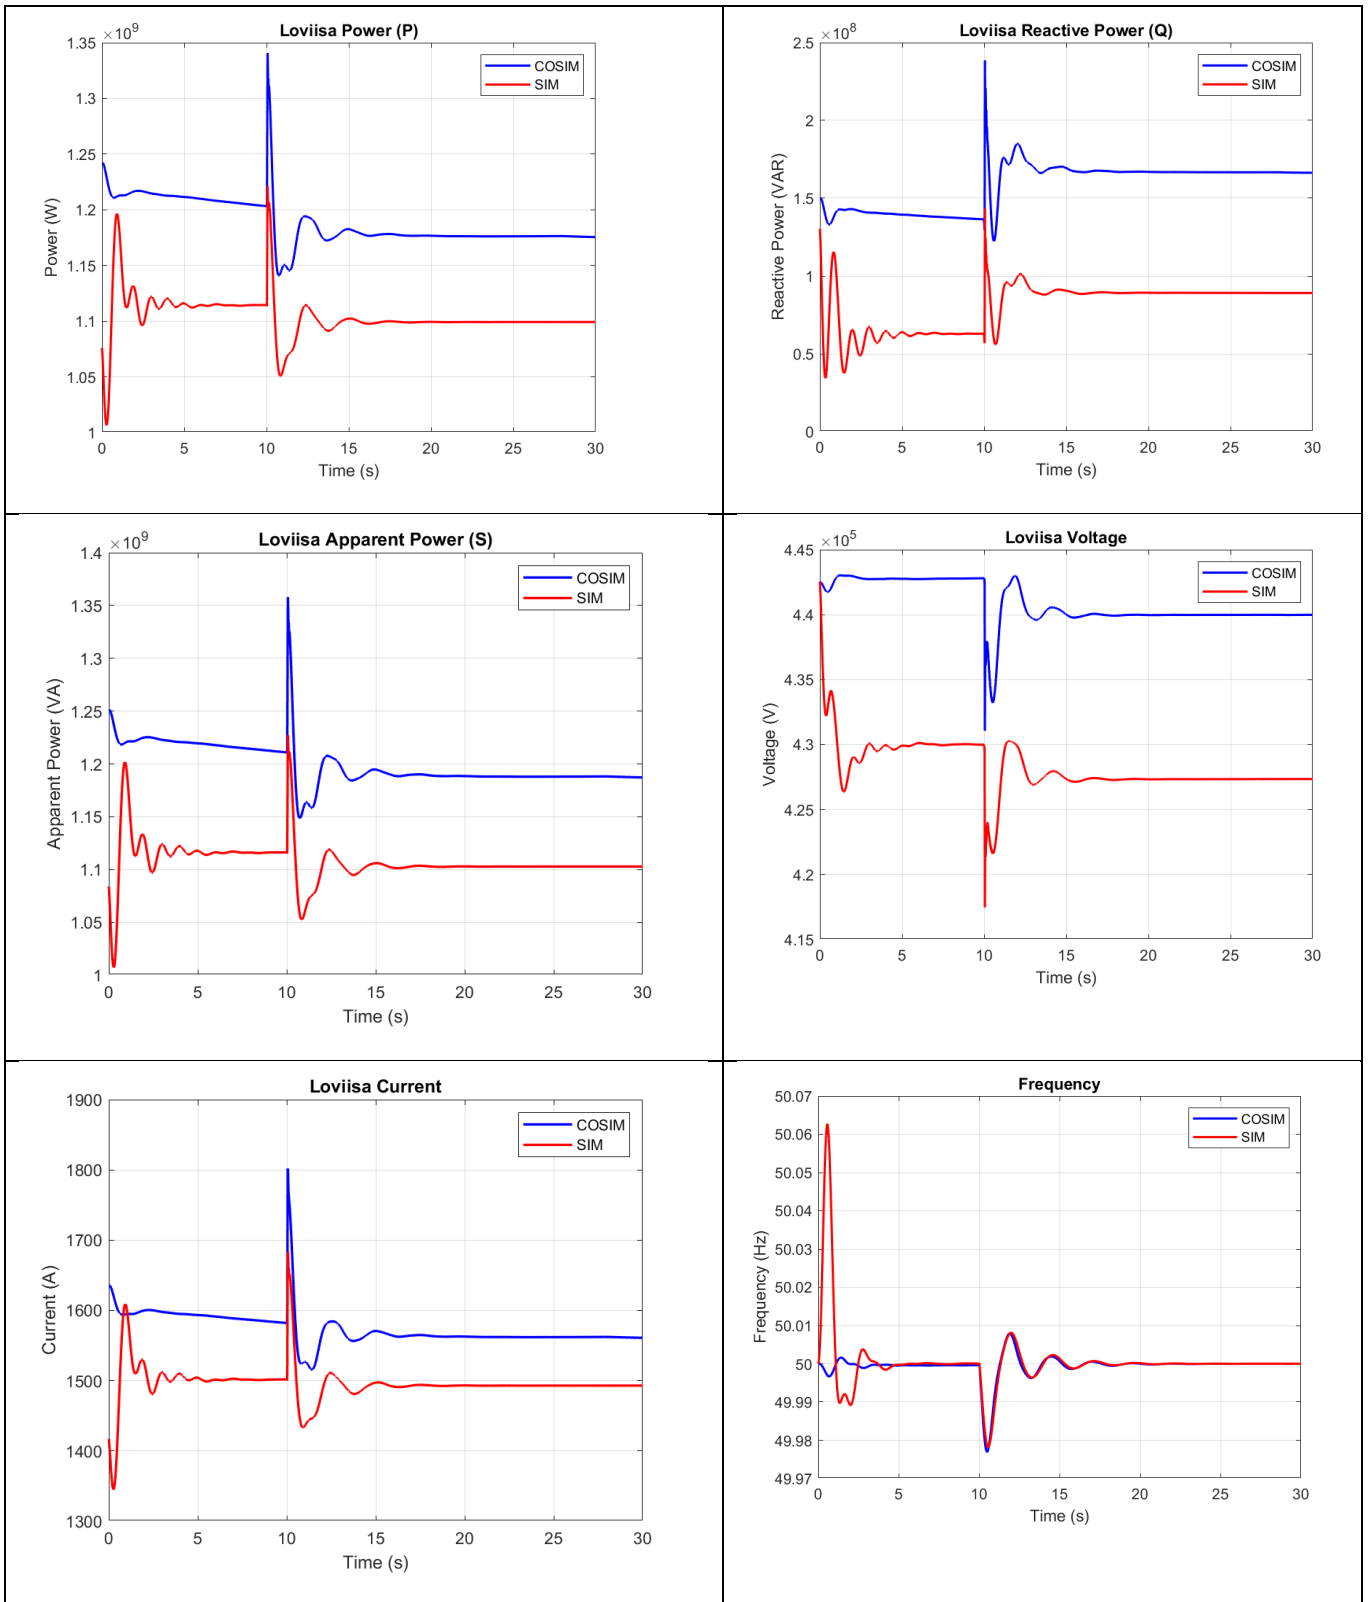 Loviisa Power (P)
×10^9
1.35
1.3
1.25
1.2
1.15
1.1
1.05
1
Power (W)
COSIM
SIM
0 5 10 15 20 25 30
Time (s)
Loviisa Reactive Power (Q)
×10^8
2.5
2
1.5
1
0.5
0
Reactive Power (VAR)
COSIM
SIM
0 5 10 15 20 25 30
Time (s)
Loviisa Apparent Power (S)
×10^9
1.4
1.35
1.3
1.25
1.2
1.15
1.1
1.05
1
Apparent Power (VA)
COSIM
SIM
0 5 10 15 20 25 30
Time (s)
Loviisa Voltage
×10^5
4.45
4.4
4.35
4.3
4.25
4.2
4.15
Voltage (V)
COSIM
SIM
0 5 10 15 20 25 30
Time (s)
Loviisa Current
1900
1800
1700
1600
1500
1400
1300
Current (A)
COSIM
SIM
0 5 10 15 20 25 30
Time (s)
Frequency
50.07
50.06
50.05
50.04
50.03
50.02
50.01
50
49.99
49.98
49.97
Frequency (Hz)
COSIM
SIM
0 5 10 15 20 25 30
Time (s)